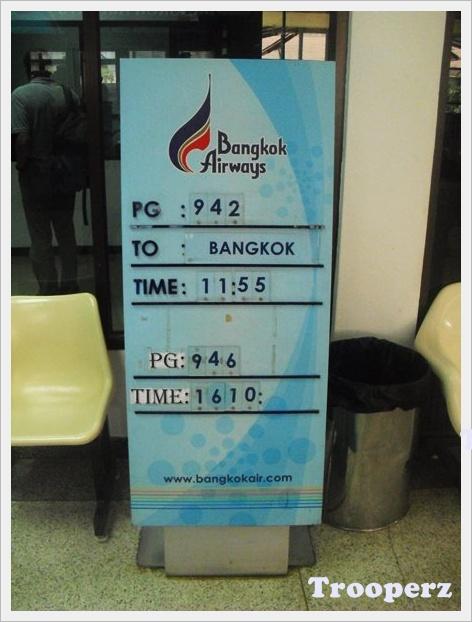 Bangkok
Airways
PG : 942
TO : BANGKOK
TIME: 11:55
PG: 946
TIME: 1610:
www.bangkokair.com
Trooperz